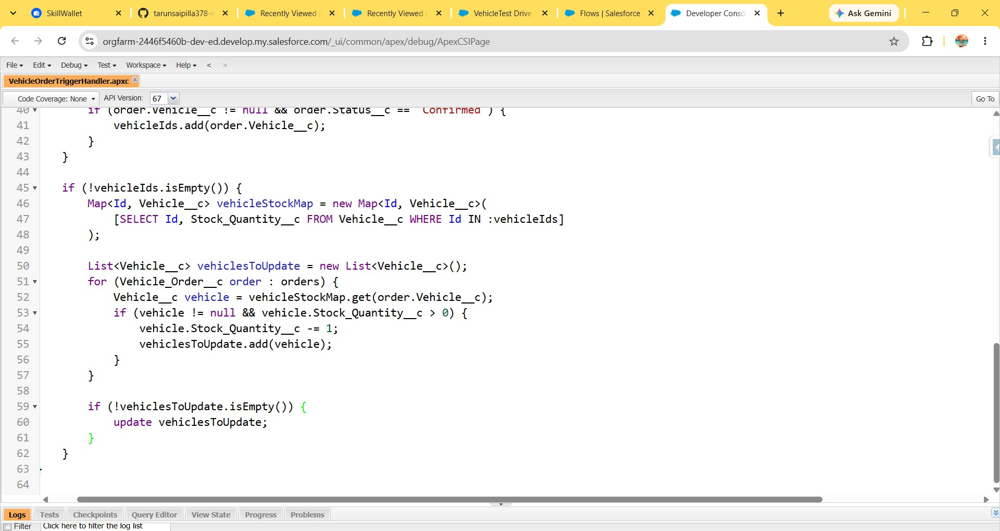 SkillWallet
tarunsaipilla378-
Recently Viewed
Recently Viewed
VehicleTest Drive
Flows | Salesforce
Developer Conso
Ask Gemini
orgfarm-2446f5460b-dev-ed.develop.my.salesforce.com/_ui/common/apex/debug/ApexCSIPage
File Edit Debug Test Workspace Help < >
VehicleOrderTriggerHandler.apxc
Code Coverage: None API Version: 67 Go To
40 if (order.Vehicle__c != null && order.Status__c == 'Confirmed') {
41 vehicleIds.add(order.Vehicle__c);
42 }
43 }
44
45 if (!vehicleIds.isEmpty()) {
46 Map<Id, Vehicle__c> vehicleStockMap = new Map<Id, Vehicle__c>(
47 [SELECT Id, Stock_Quantity__c FROM Vehicle__c WHERE Id IN :vehicleIds]
48 );
49
50 List<Vehicle__c> vehiclesToUpdate = new List<Vehicle__c>();
51 for (Vehicle_Order__c order : orders) {
52 Vehicle__c vehicle = vehicleStockMap.get(order.Vehicle__c);
53 if (vehicle != null && vehicle.Stock_Quantity__c > 0) {
54 vehicle.Stock_Quantity__c -= 1;
55 vehiclesToUpdate.add(vehicle);
56 }
57 }
58
59 if (!vehiclesToUpdate.isEmpty()) {
60 update vehiclesToUpdate;
61 }
62 }
63
64
Logs Tests Checkpoints Query Editor View State Progress Problems
Filter Click here to filter the log list